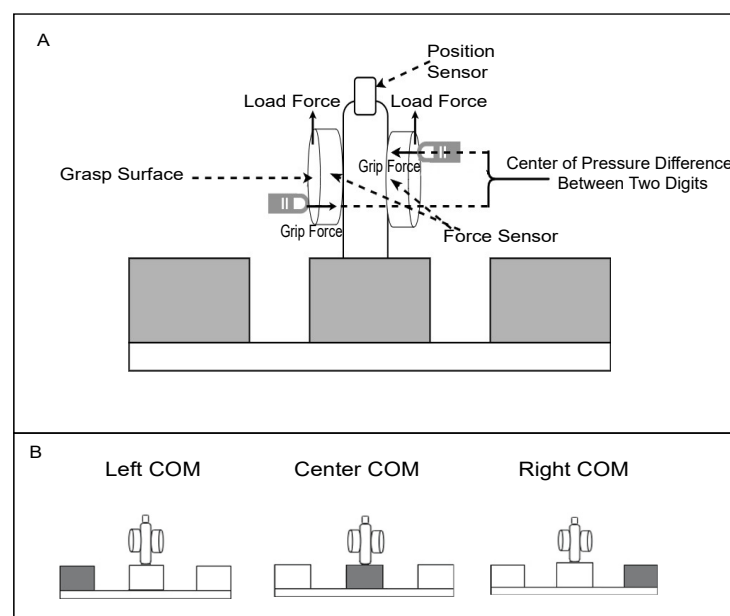 A
Position
Sensor
Load Force
Load Force
Grip Force
Center of Pressure Difference
Between Two Digits
Grasp Surface
Grip Force
Force Sensor
B
Left COM
Center COM
Right COM